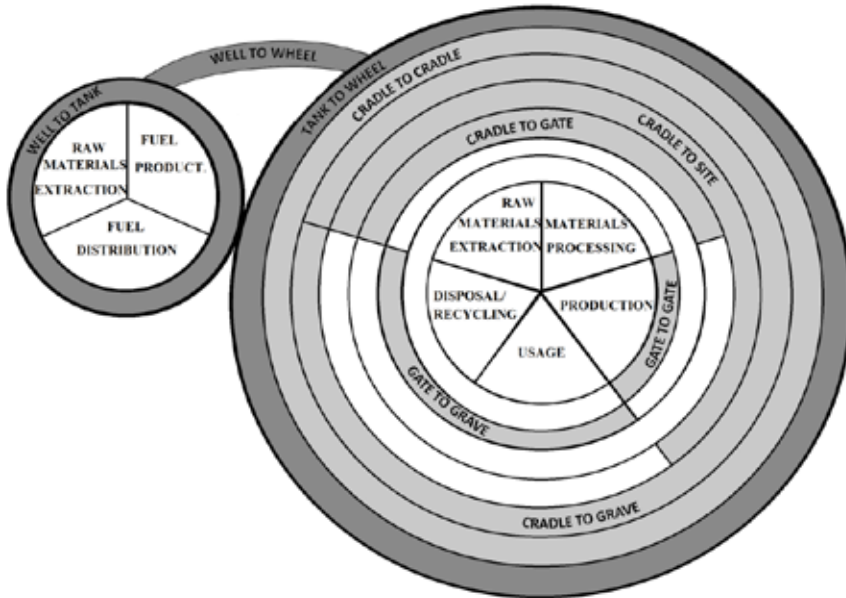 WELL TO WHEEL
WELL TO TANK
RAW
MATERIALS
EXTRACTION
FUEL
PRODUCT.
FUEL
DISTRIBUTION
TANK TO WHEEL
CRADLE TO CRADLE
CRADLE TO GATE
CRADLE TO SITE
RAW
MATERIALS
EXTRACTION
MATERIALS
PROCESSING
DISPOSAL/
RECYCLING
PRODUCTION
USAGE
GATE TO GATE
GATE TO GRAVE
CRADLE TO GRAVE